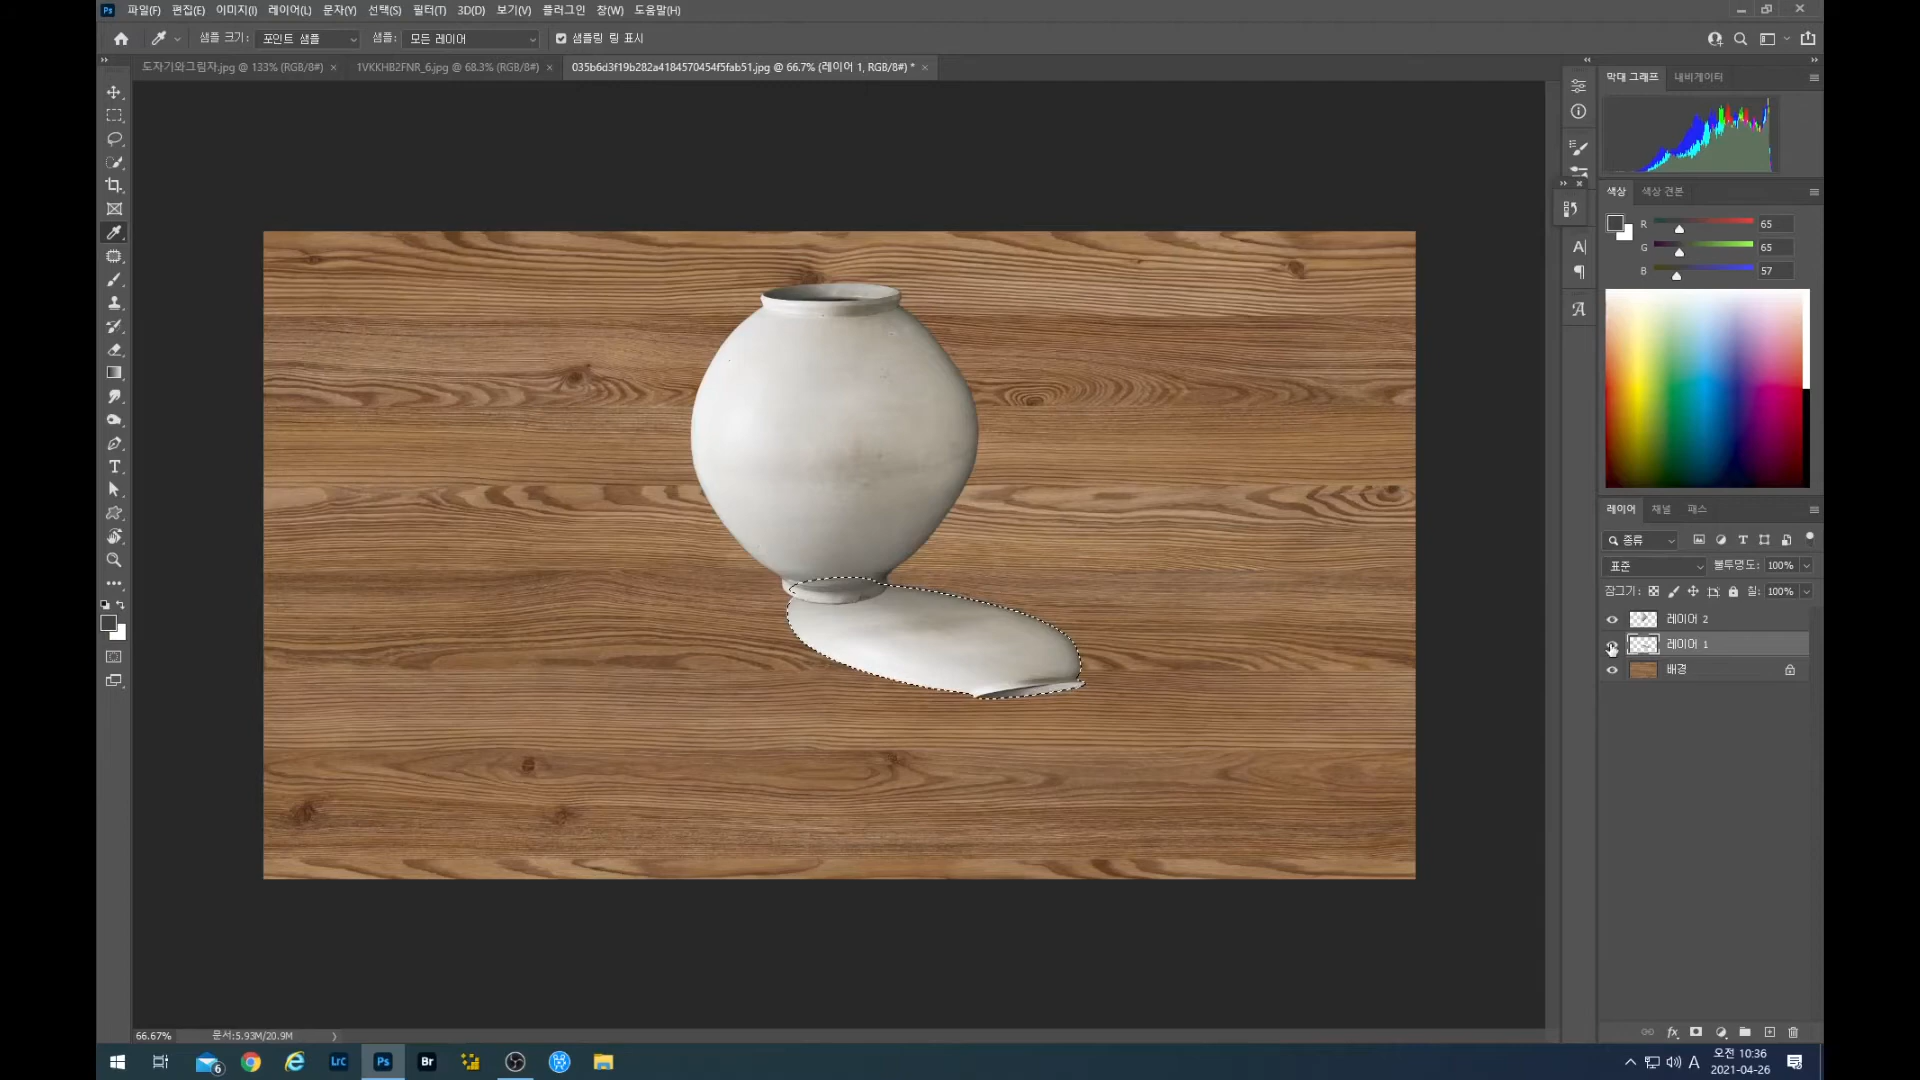 Ps 파일(F) 편집(E) 이미지(I) 레이어(L) 문자(Y) 선택(S) 필터(T) 3D(D) 보기(V) 플러그인 창(W) 도움말(H)
샘플 크기: 포인트 샘플 샘플: 모든 레이어 샘플링 링 표시
도자기와그림자.jpg @ 133% (RGB/8#) × 1VKKHB2FNR_6.jpg @ 68.3% (RGB/8#) × 035b6d3f19b282a4184570454f5fab51.jpg @ 66.7% (레이어 1, RGB/8#) * ×
막대 그래프 내비게이터
색상 색상 견본
R 65
G 65
B 57
레이어 채널 패스
종류
표준 불투명도: 100%
잠그기: 칠: 100%
레이어 2
레이어 1
배경
fx
66.67% 문서:5.93M/20.9M
6 LrC Ps Br A 오전 10:36
2021-04-26